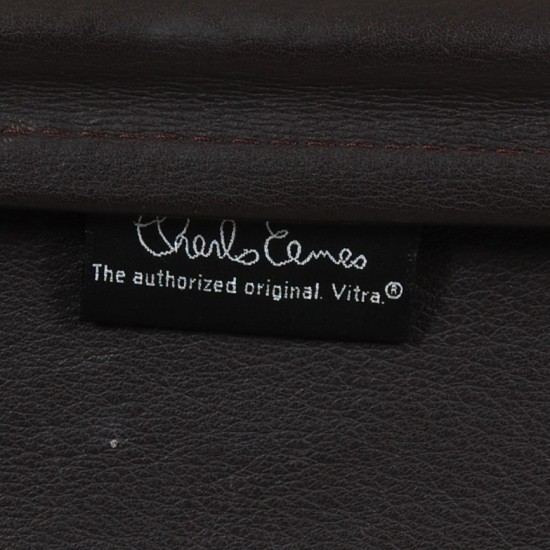 Charles Eames
The authorized original. Vitra.®